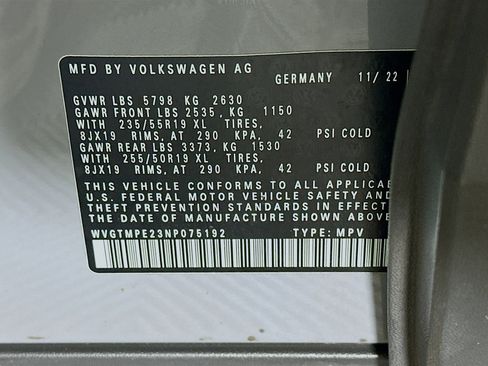 MFD BY VOLKSWAGEN AG
GERMANY 11/ 22
GVWR LBS 5798 KG 2630
GAWR FRONT LBS 2535, KG 1150
WITH 235/55R19 XL TIRES,
8JX19 RIMS, AT 290 KPA, 42 PSI COLD
GAWR REAR LBS 3373, KG 1530
WITH 255/50R19 XL TIRES,
8JX19 RIMS, AT 290 KPA, 42 PSI COLD
THIS VEHICLE CONFORMS TO ALL APPLICA
U.S. FEDERAL MOTOR VEHICLE SAFETY AND
THEFT PREVENTION STANDARDS IN EFFECT
THE DATE OF MANUFACTURE SHOWN ABOVE
WVGTMPE23NP075192 TYPE: MPV